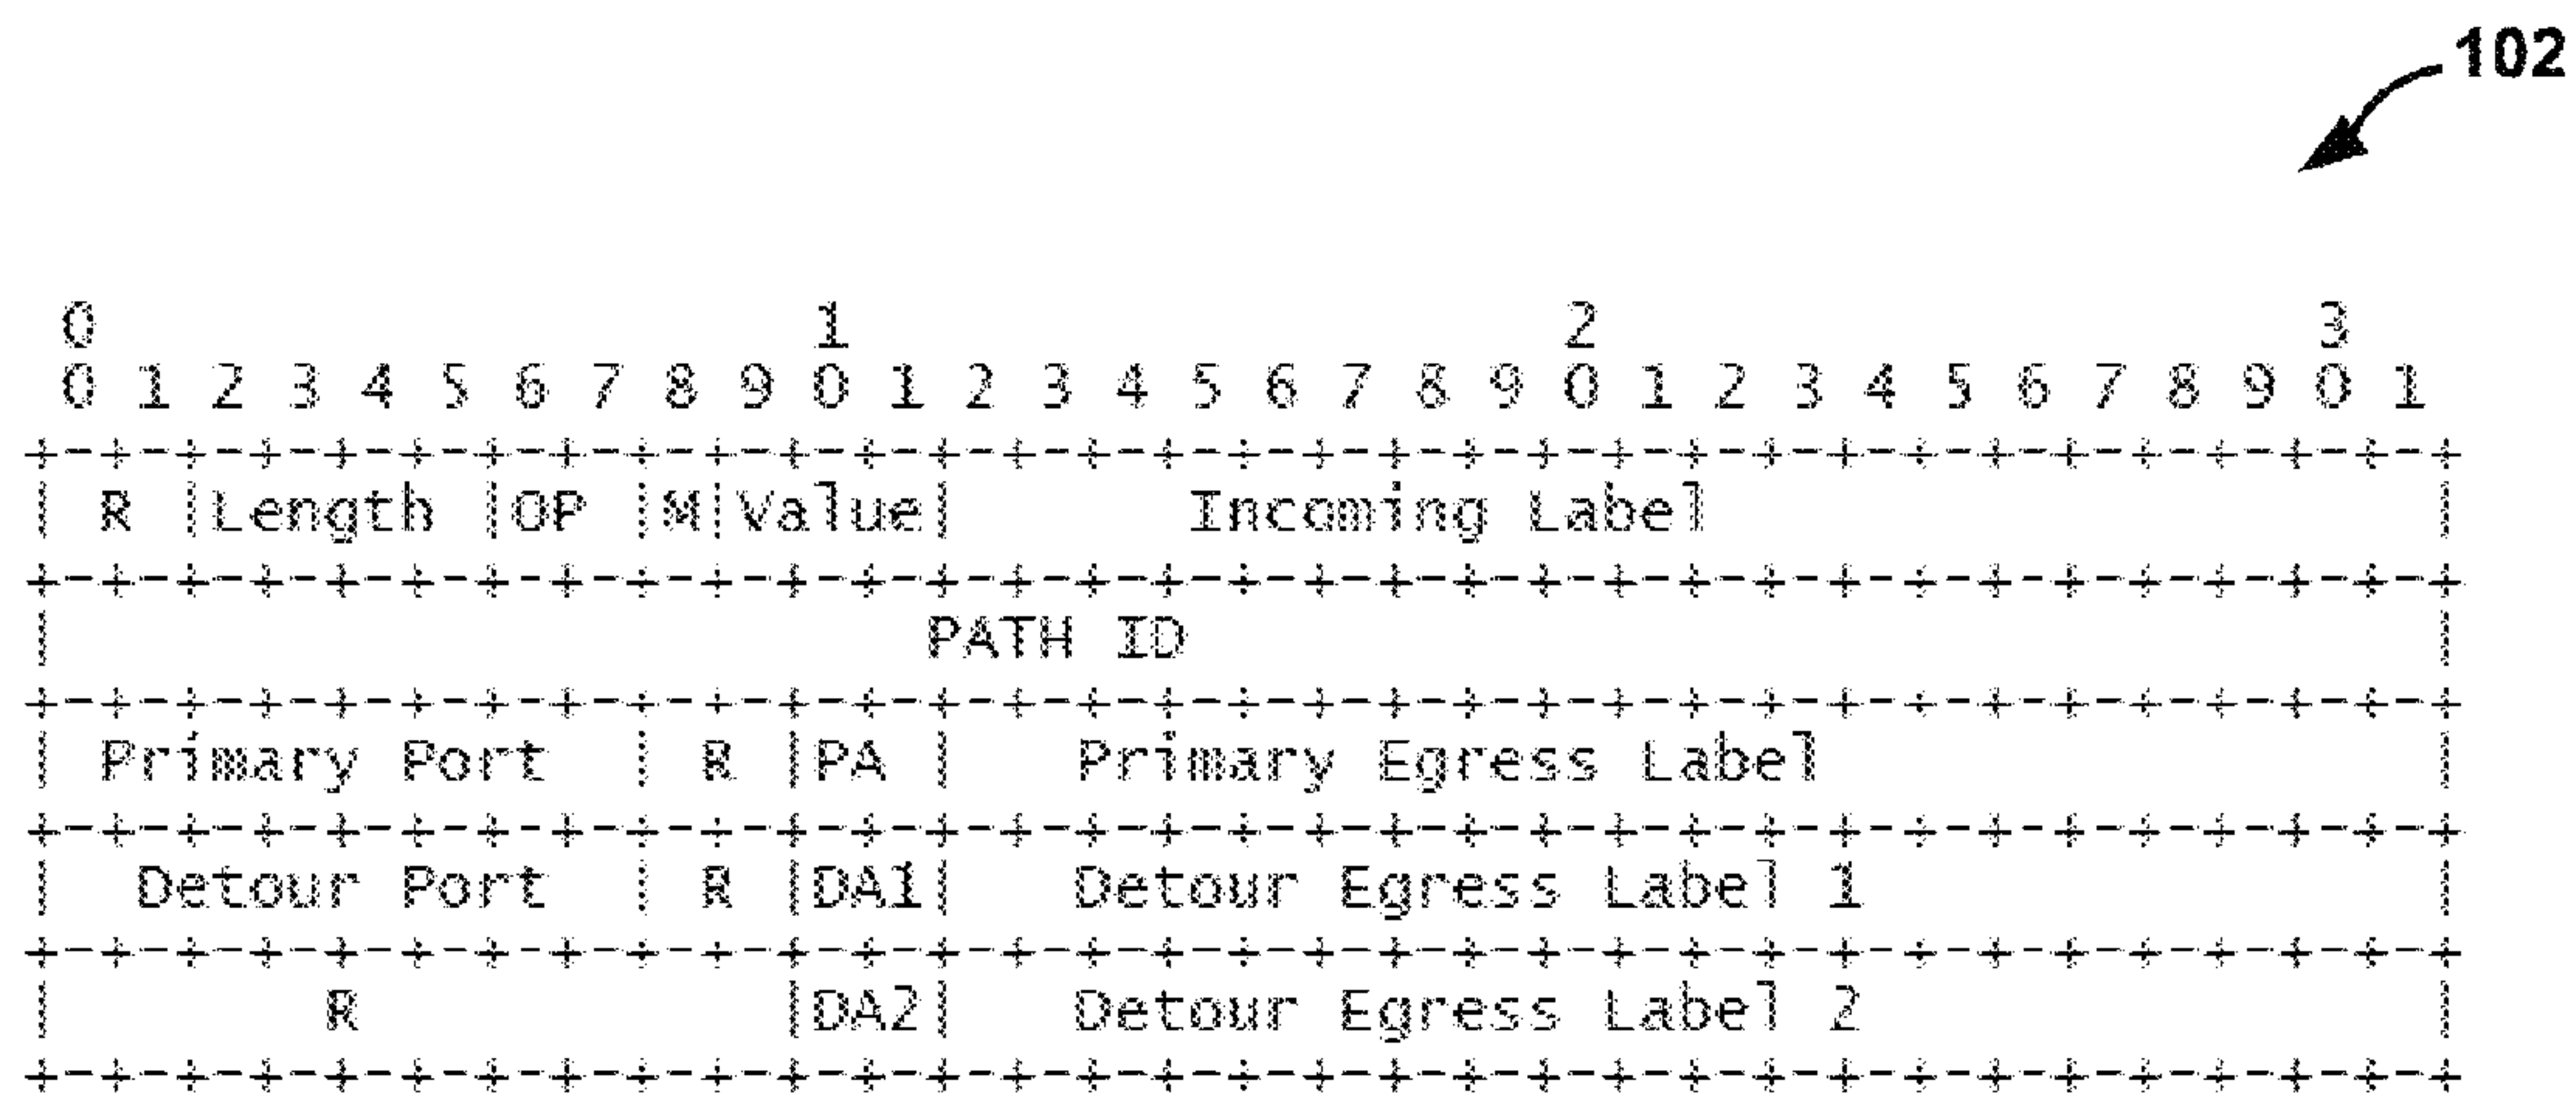 102
 0                   1                   2                   3
 0 1 2 3 4 5 6 7 8 9 0 1 2 3 4 5 6 7 8 9 0 1 2 3 4 5 6 7 8 9 0 1
+-+-+-+-+-+-+-+-+-+-+-+-+-+-+-+-+-+-+-+-+-+-+-+-+-+-+-+-+-+-+-+-+
| R |Length |OP |M|Value|      Incoming Label                   |
+-+-+-+-+-+-+-+-+-+-+-+-+-+-+-+-+-+-+-+-+-+-+-+-+-+-+-+-+-+-+-+-+
|                       PATH ID                                 |
+-+-+-+-+-+-+-+-+-+-+-+-+-+-+-+-+-+-+-+-+-+-+-+-+-+-+-+-+-+-+-+-+
| Primary Port  | R |PA |   Primary Egress Label                |
+-+-+-+-+-+-+-+-+-+-+-+-+-+-+-+-+-+-+-+-+-+-+-+-+-+-+-+-+-+-+-+-+
|  Detour Port  | R |DA1|   Detour Egress Label 1               |
+-+-+-+-+-+-+-+-+-+-+-+-+-+-+-+-+-+-+-+-+-+-+-+-+-+-+-+-+-+-+-+-+
|       R           |DA2|   Detour Egress Label 2               |
+-+-+-+-+-+-+-+-+-+-+-+-+-+-+-+-+-+-+-+-+-+-+-+-+-+-+-+-+-+-+-+-+